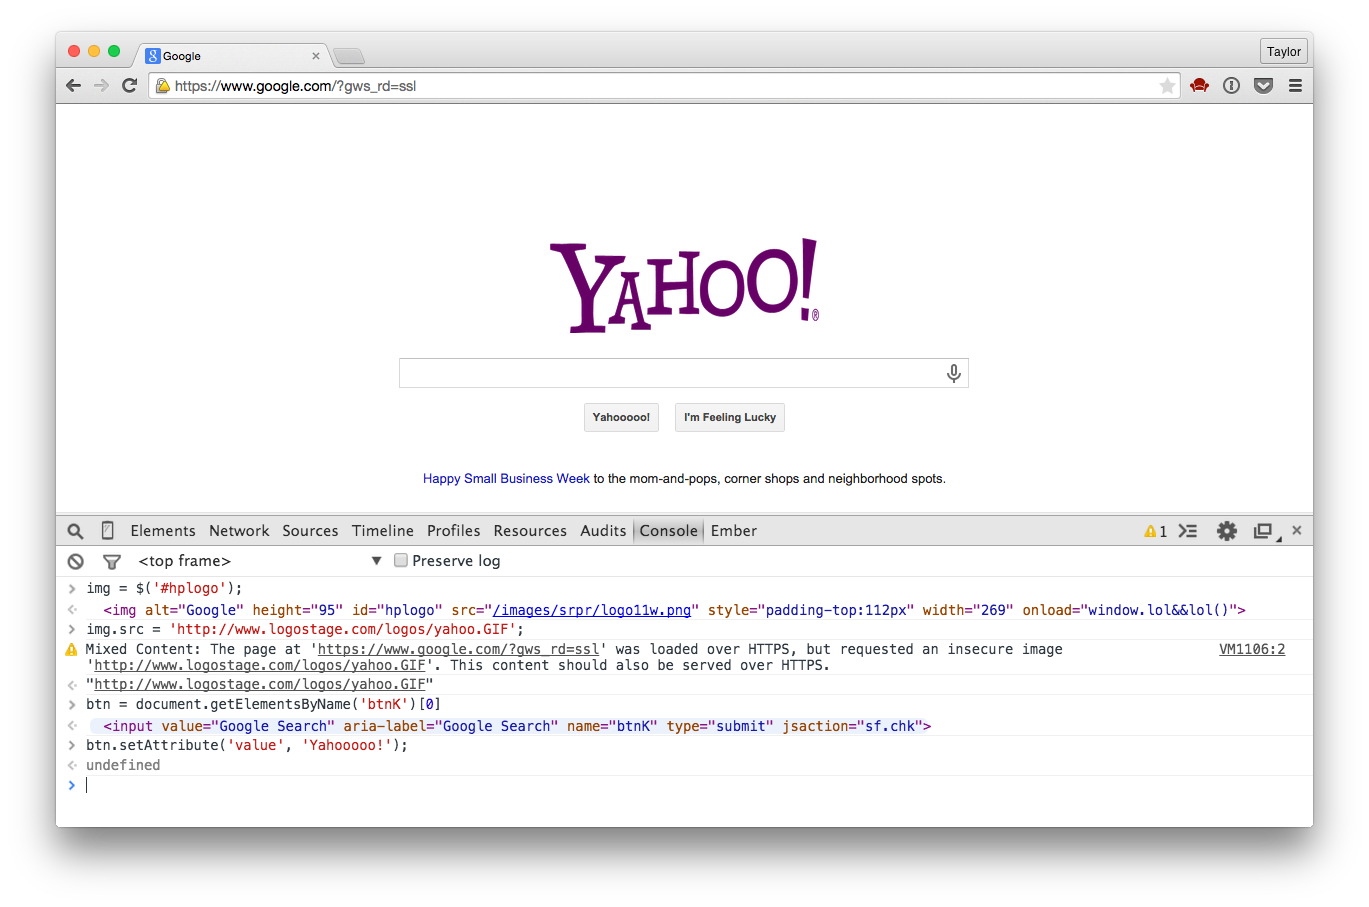 Google
Taylor
https://www.google.com/?gws_rd=ssl
YAHOO!®
Yahooooo!
I'm Feeling Lucky
Happy Small Business Week to the mom-and-pops, corner shops and neighborhood spots.
Elements Network Sources Timeline Profiles Resources Audits Console Ember 1
<top frame> Preserve log
img = $('#hplogo');
<img alt="Google" height="95" id="hplogo" src="/images/srpr/logo11w.png" style="padding-top:112px" width="269" onload="window.lol&&lol()">
img.src = 'http://www.logostage.com/logos/yahoo.GIF';
Mixed Content: The page at 'https://www.google.com/?gws_rd=ssl' was loaded over HTTPS, but requested an insecure image VM1106:2
'http://www.logostage.com/logos/yahoo.GIF'. This content should also be served over HTTPS.
"http://www.logostage.com/logos/yahoo.GIF"
btn = document.getElementsByName('btnK')[0]
<input value="Google Search" aria-label="Google Search" name="btnK" type="submit" jsaction="sf.chk">
btn.setAttribute('value', 'Yahooooo!');
undefined